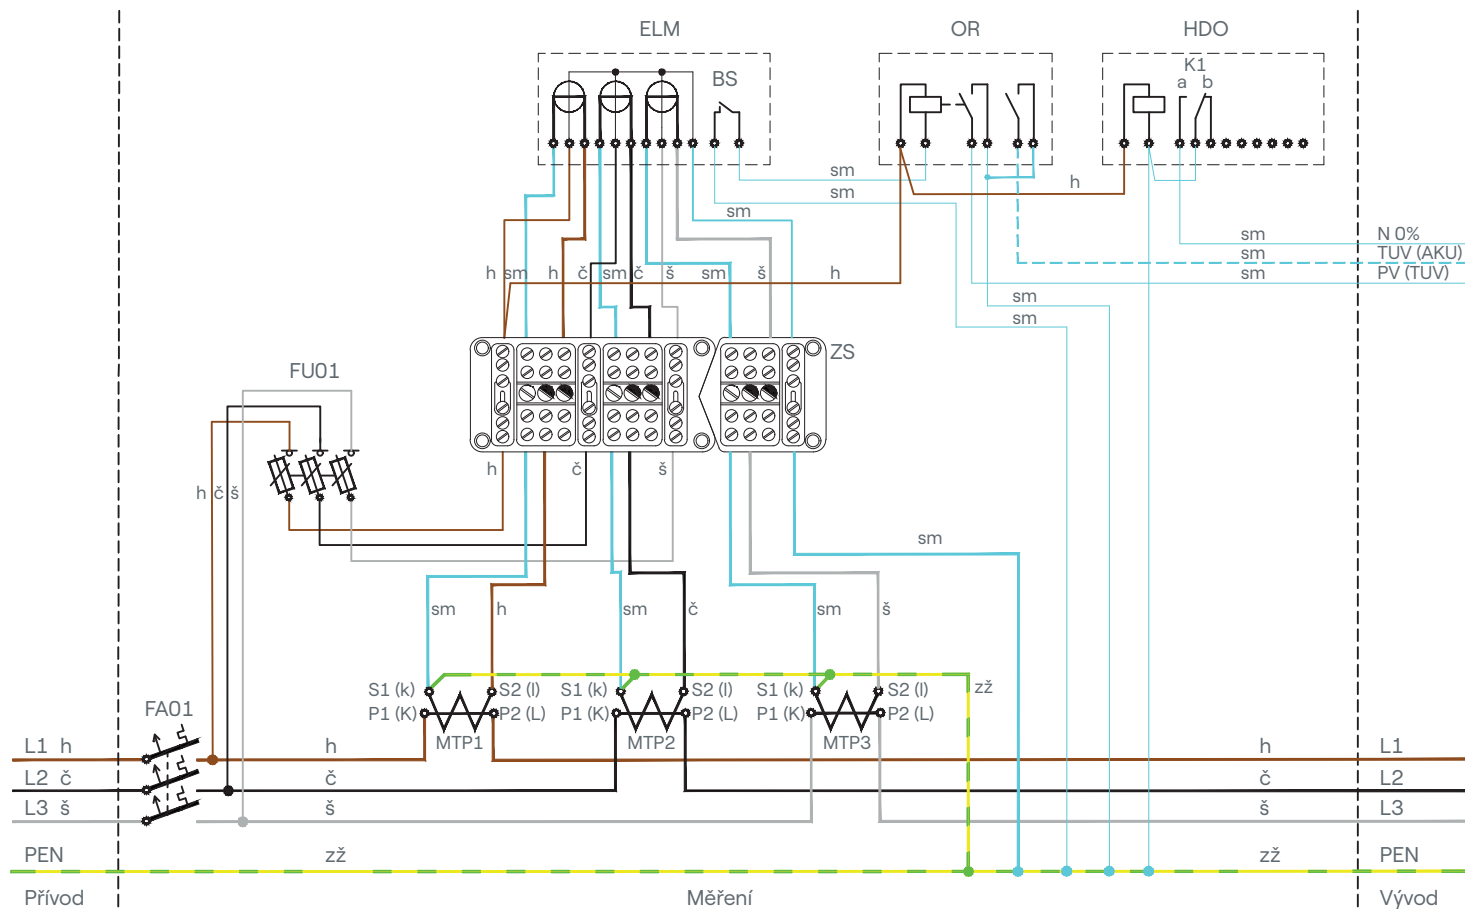 ELM OR HDO
BS K1
a b
sm
sm h
sm
sm N 0%
sm TUV (AKU)
h sm h č sm č š sm š h sm PV (TUV)
sm
sm
ZS
FU01
h č š
h č š
sm
sm h sm č sm š
S1 (k) S2 (l) S1 (k) S2 (l) S1 (k) S2 (l) zž
P1 (K) P2 (L) P1 (K) P2 (L) P1 (K) P2 (L)
FA01
MTP1 MTP2 MTP3
L1 h h h L1
L2 č č č L2
L3 š š š L3
PEN zž zž PEN
Přívod Měření Vývod